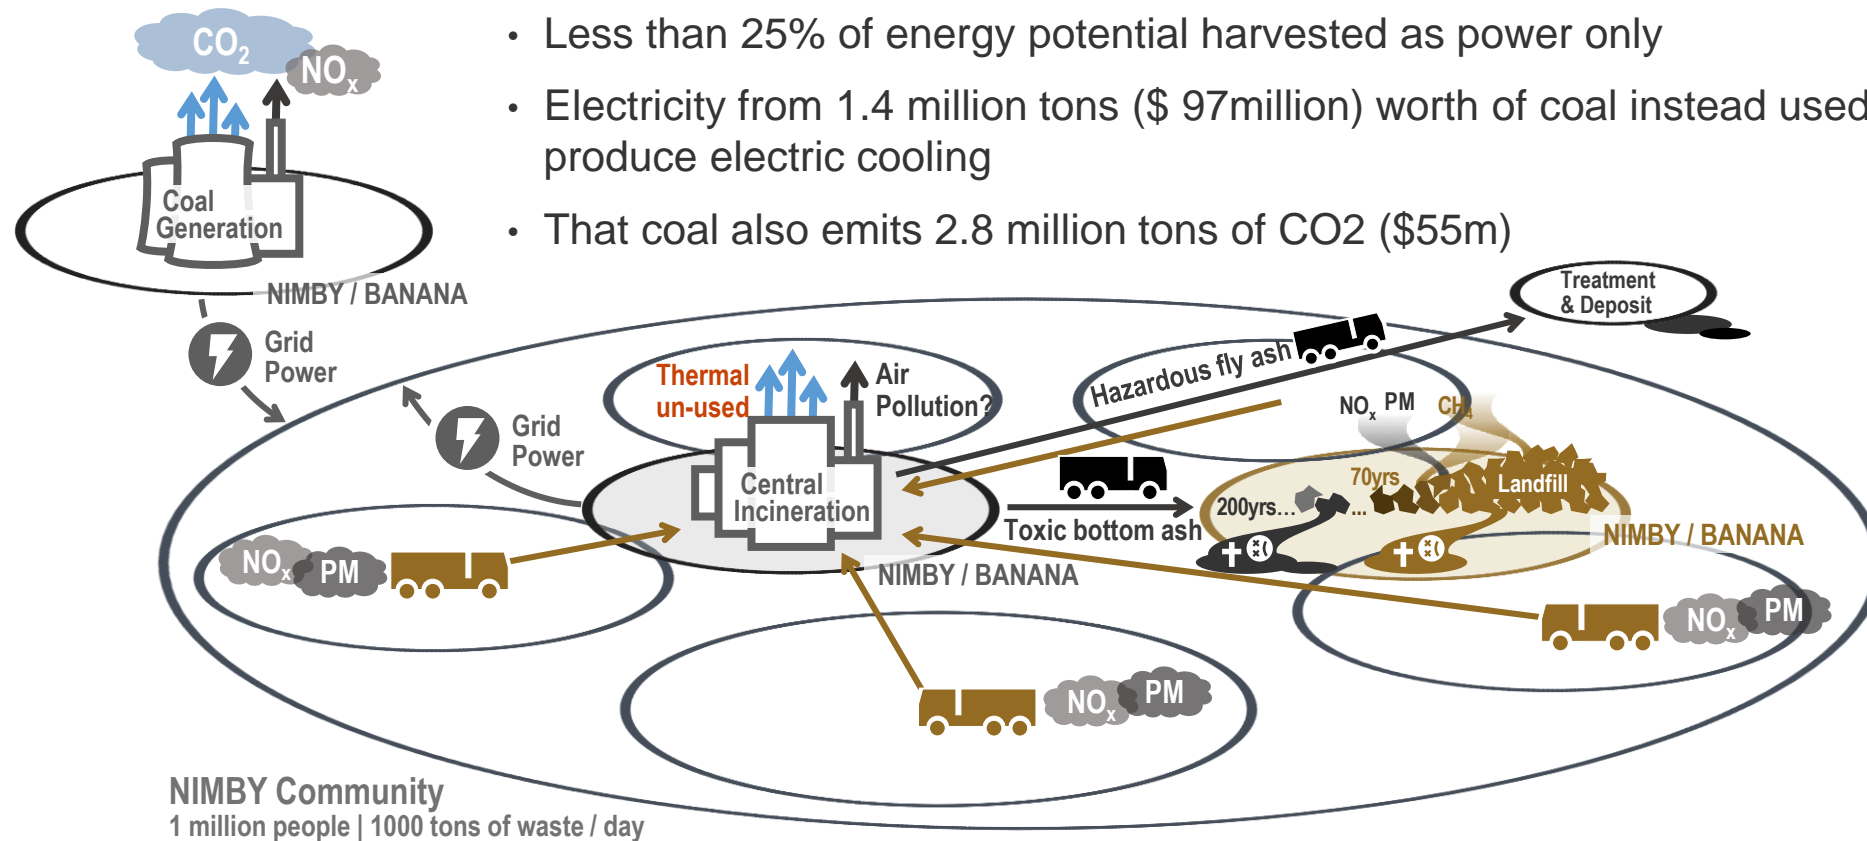 • Less than 25% of energy potential harvested as power only
• Electricity from 1.4 million tons ($ 97million) worth of coal instead used
produce electric cooling
• That coal also emits 2.8 million tons of CO2 ($55m)
CO₂
NOₓ
Coal
Generation
NIMBY / BANANA
Grid
Power
Treatment
& Deposit
Thermal
un-used
Air
Pollution?
Hazardous fly ash
NOₓ PM CH₄
Grid
Power
Central
Incineration
70yrs
Landfill
200yrs... ...
Toxic bottom ash
NIMBY / BANANA
NOₓ PM
NIMBY / BANANA
NOₓ PM
NOₓ PM
NIMBY Community
1 million people | 1000 tons of waste / day